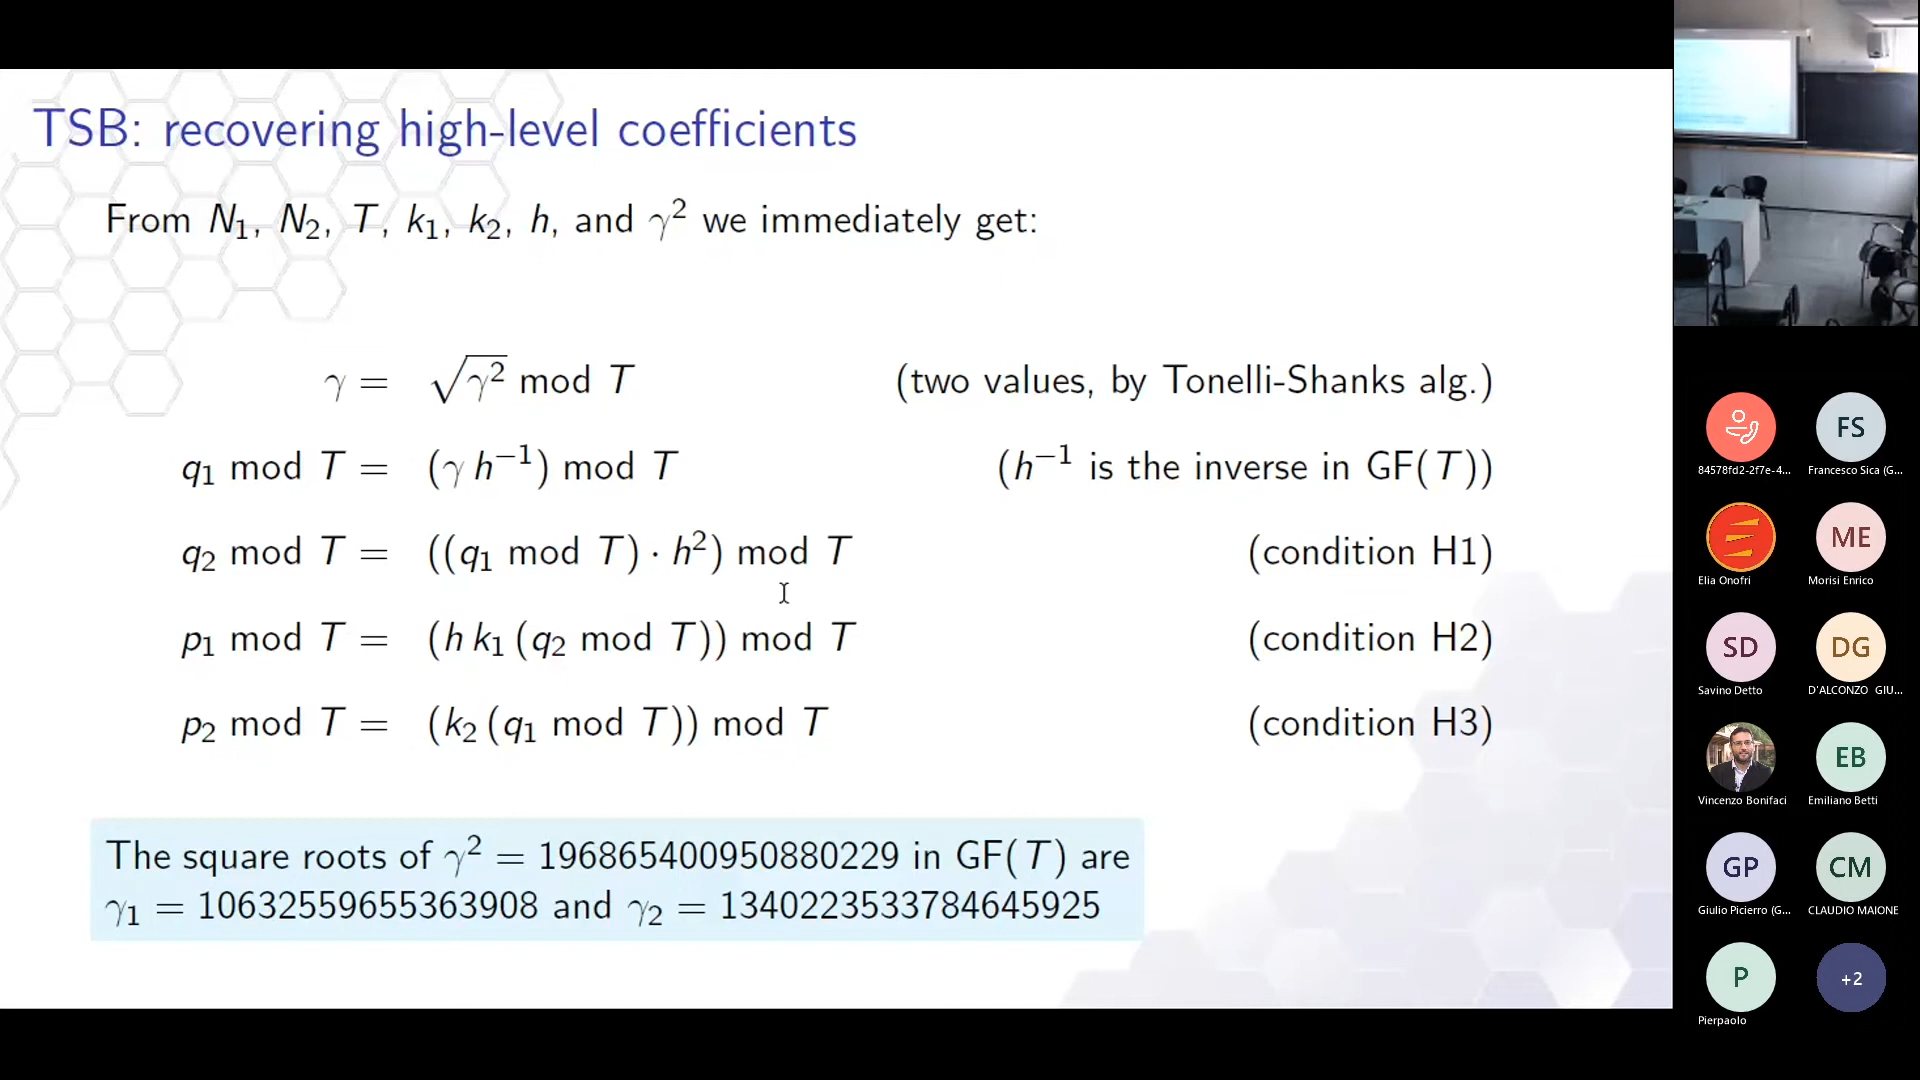 TSB: recovering high-level coefficients
From N₁, N₂, T, k₁, k₂, h, and γ² we immediately get:
γ = √γ² mod T (two values, by Tonelli-Shanks alg.)
q₁ mod T = (γ h⁻¹) mod T (h⁻¹ is the inverse in GF(T))
q₂ mod T = ((q₁ mod T) · h²) mod T (condition H1)
p₁ mod T = (h k₁ (q₂ mod T)) mod T (condition H2)
p₂ mod T = (k₂ (q₁ mod T)) mod T (condition H3)
The square roots of γ² = 196865400950880229 in GF(T) are
γ₁ = 10632559655363908 and γ₂ = 1340223533784645925
84578fd2-2f7e-4...
FS
Francesco Sica (G...
Elia Onofri
ME
Morisi Enrico
SD
Savino Detto
DG
D'ALCONZO GIU...
Vincenzo Bonifaci
EB
Emiliano Betti
GP
Giulio Picierro (G...
CM
CLAUDIO MAIONE
P
Pierpaolo
+2